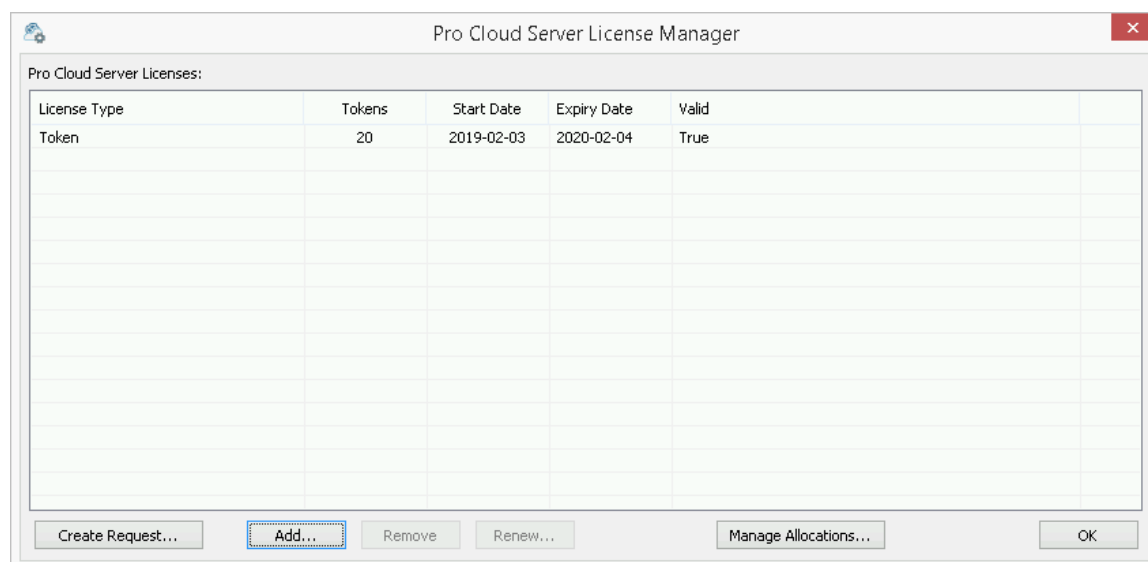 Pro Cloud Server License Manager
Pro Cloud Server Licenses:
License Type Tokens Start Date Expiry Date Valid
Token 20 2019-02-03 2020-02-04 True
Create Request... Add... Remove Renew... Manage Allocations... OK